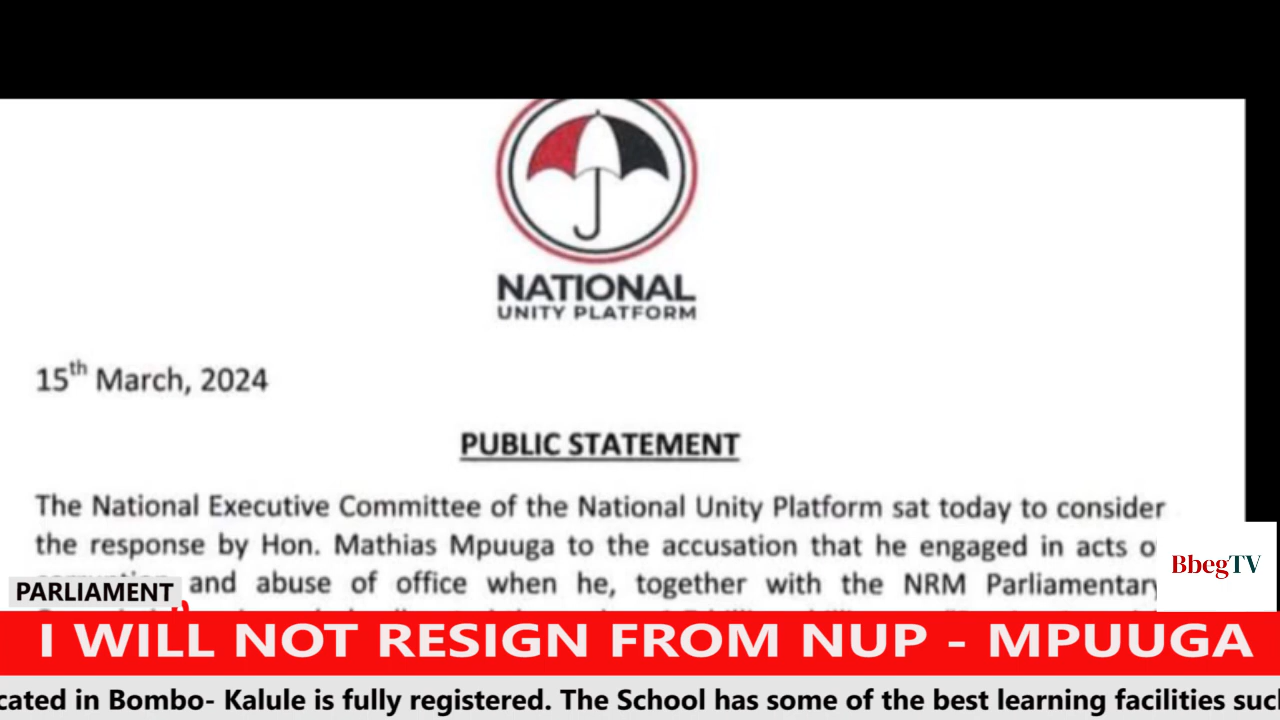 NATIONAL
UNITY PLATFORM
15th March, 2024
PUBLIC STATEMENT
The National Executive Committee of the National Unity Platform sat today to consider
the response by Hon. Mathias Mpuuga to the accusation that he engaged in acts o
and abuse of office when he, together with the NRM Parliamentary
BbegTV
PARLIAMENT
I WILL NOT RESIGN FROM NUP - MPUUGA
cated in Bombo- Kalule is fully registered. The School has some of the best learning facilities suc